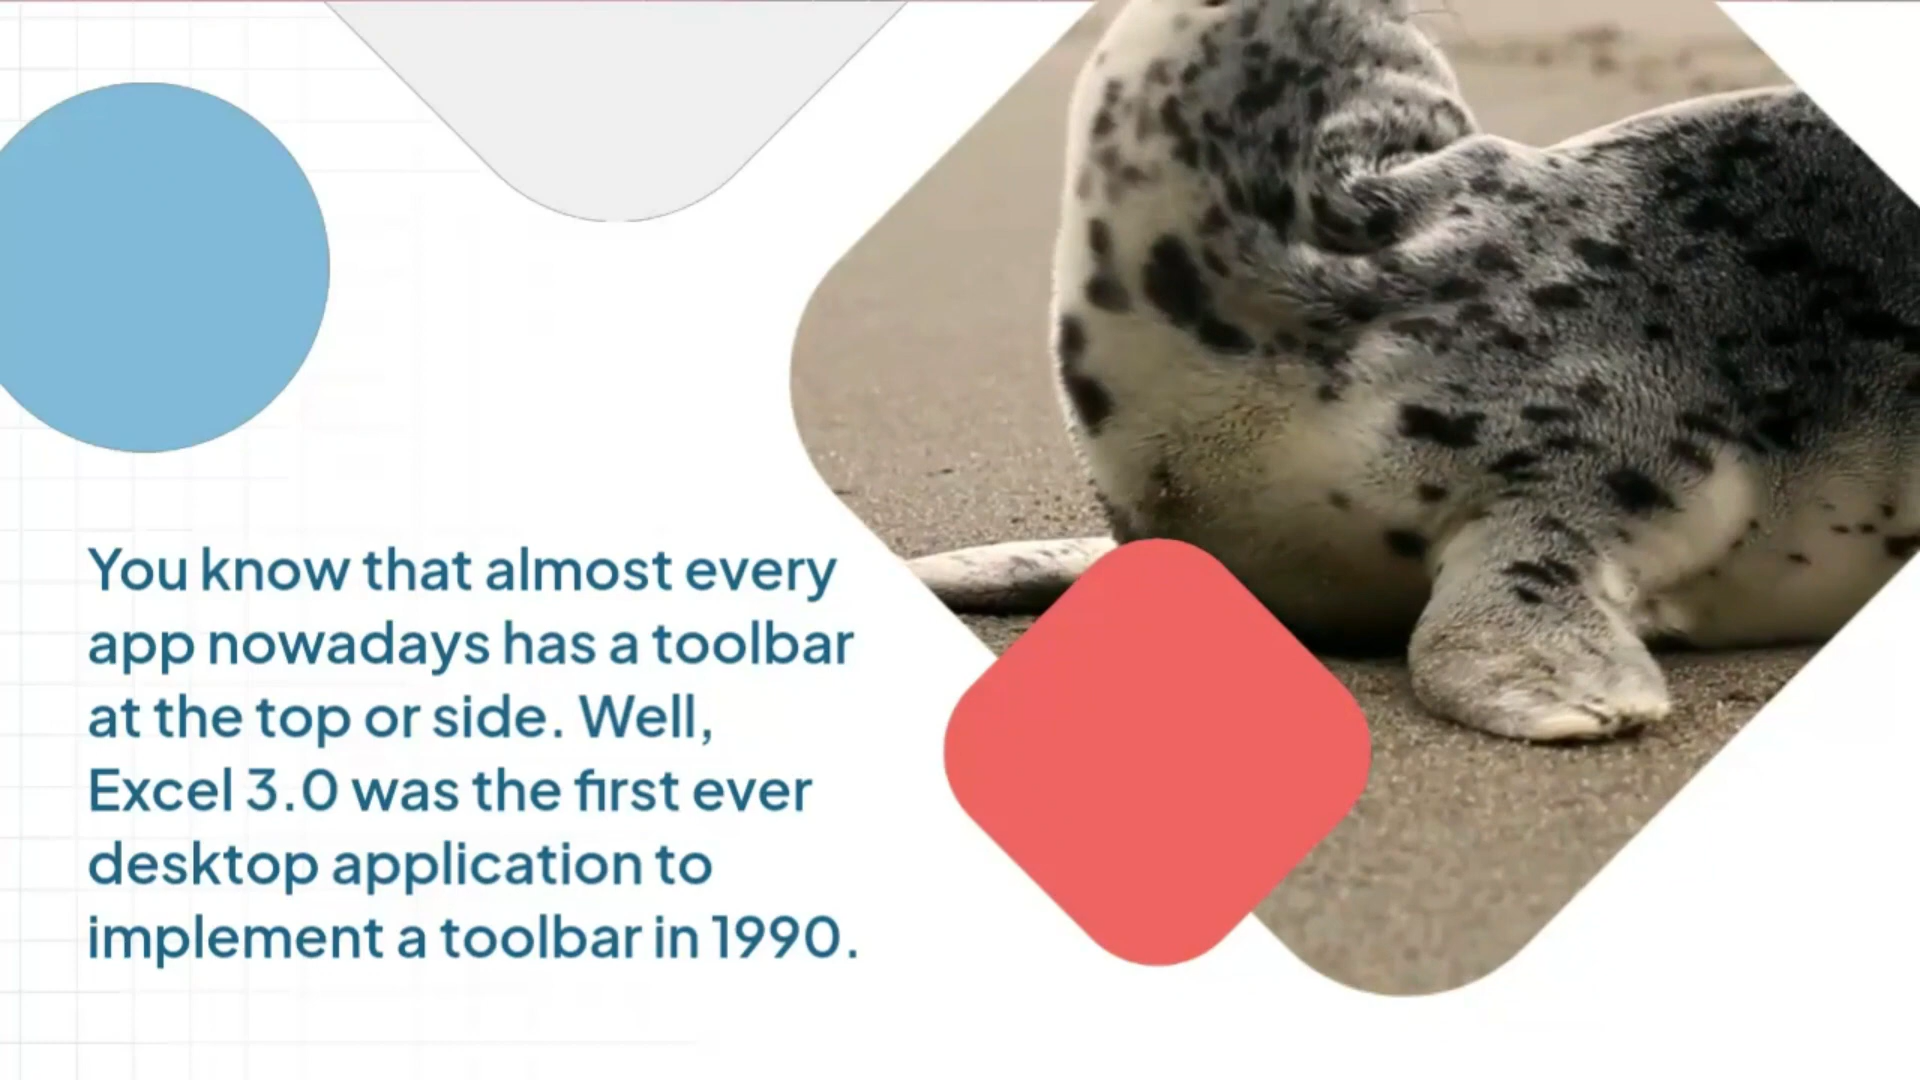 You know that almost every
app nowadays has a toolbar
at the top or side. Well,
Excel 3.0 was the first ever
desktop application to
implement a toolbar in 1990.